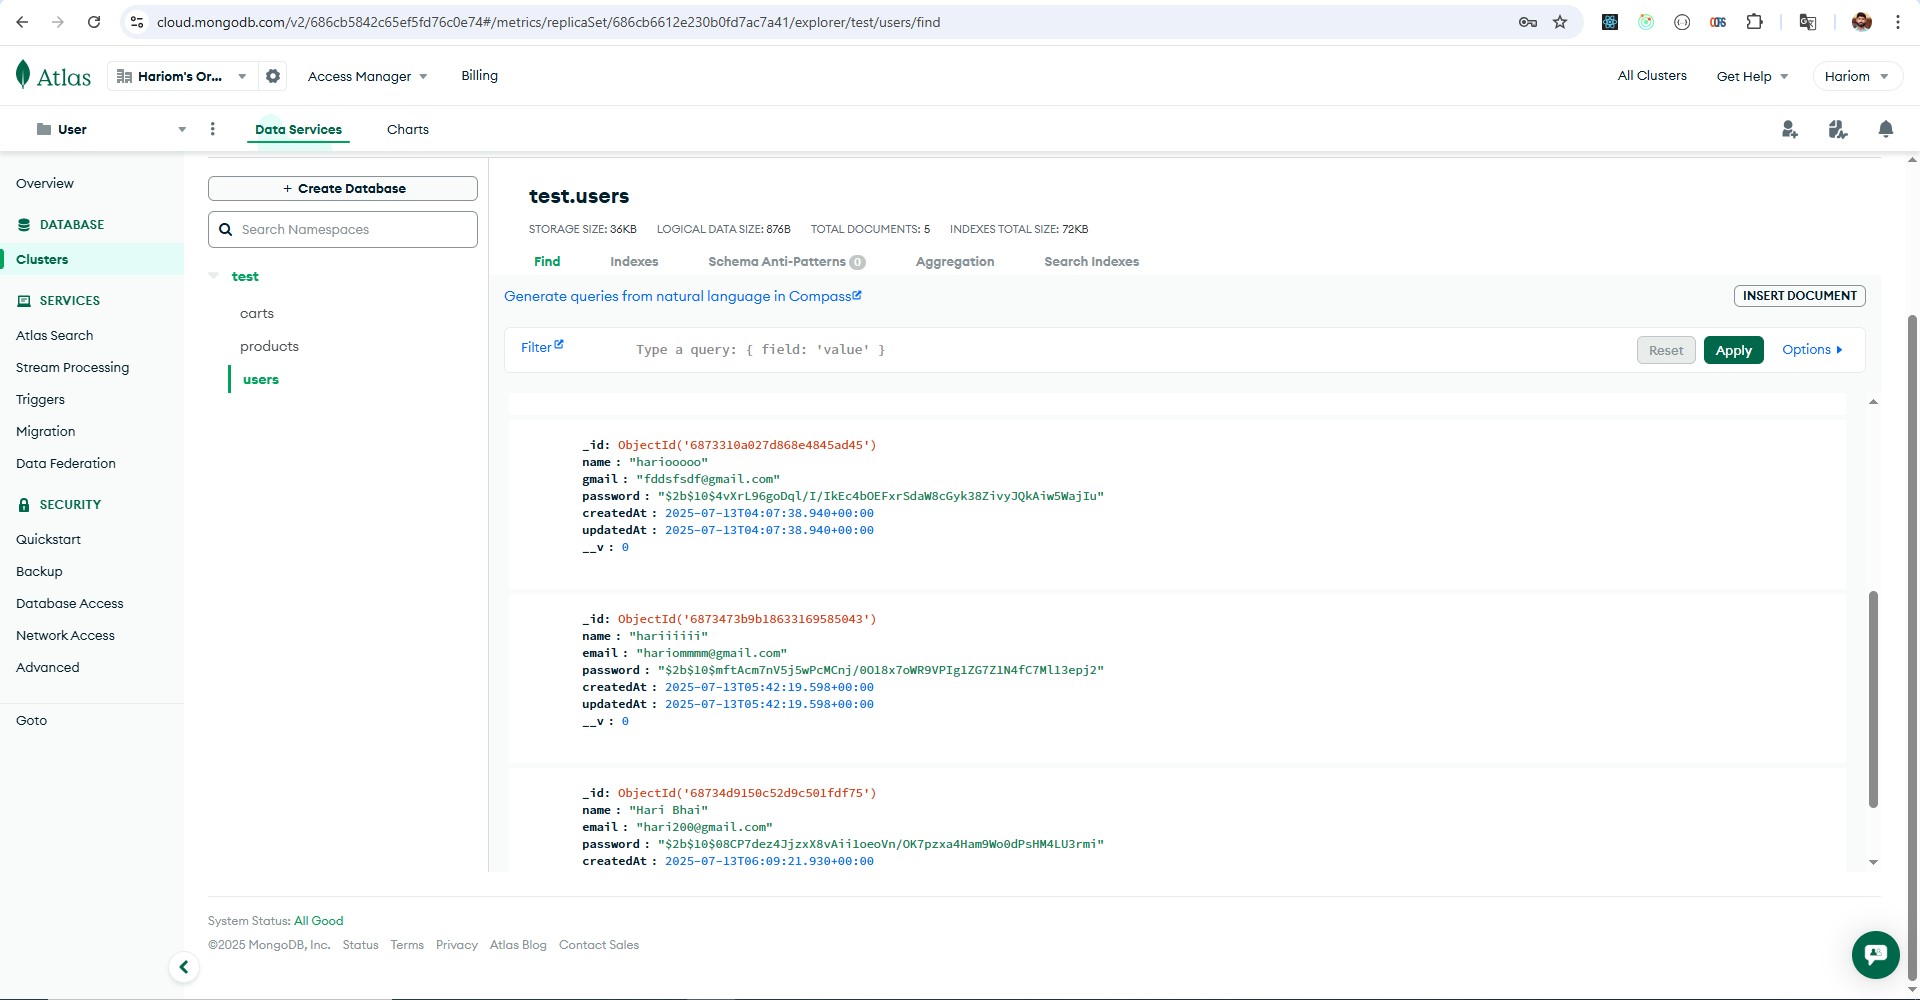 cloud.mongodb.com/v2/686cb5842c65ef5fd76c0e74#/metrics/replicaSet/686cb6612e230b0fd7ac7a41/explorer/test/users/find
Atlas
Hariom's Or...
Access Manager
Billing
All Clusters
Get Help
Hariom
User
Data Services
Charts
Overview
DATABASE
Clusters
SERVICES
Atlas Search
Stream Processing
Triggers
Migration
Data Federation
SECURITY
Quickstart
Backup
Database Access
Network Access
Advanced
Goto
+ Create Database
Search Namespaces
test
carts
products
users
test.users
STORAGE SIZE: 36KB LOGICAL DATA SIZE: 876B TOTAL DOCUMENTS: 5 INDEXES TOTAL SIZE: 72KB
Find Indexes Schema Anti-Patterns 0 Aggregation Search Indexes
Generate queries from natural language in Compass
INSERT DOCUMENT
Filter
Type a query: { field: 'value' }
Reset
Apply
Options
_id: ObjectId('6873310a027d868e4845ad45')
name : "hariooooo"
gmail : "fddsfsdf@gmail.com"
password : "$2b$10$4vXrL96goDql/I/IkEc4bOEFxrSdaW8cGyk38ZivyJQkAiw5WajIu"
createdAt : 2025-07-13T04:07:38.940+00:00
updatedAt : 2025-07-13T04:07:38.940+00:00
__v : 0
_id: ObjectId('6873473b9b18633169585043')
name : "hariiiiii"
email : "hariommmm@gmail.com"
password : "$2b$10$mftAcm7nV5j5wPcMCnj/0O18x7oWR9VPIg1ZG7Z1N4fC7Ml13epj2"
createdAt : 2025-07-13T05:42:19.598+00:00
updatedAt : 2025-07-13T05:42:19.598+00:00
__v : 0
_id: ObjectId('68734d9150c52d9c501fdf75')
name : "Hari Bhai"
email : "hari200@gmail.com"
password : "$2b$10$08CP7dez4JjzxX8vAii1oeoVn/OK7pzxa4Ham9Wo0dPsHM4LU3rmi"
createdAt : 2025-07-13T06:09:21.930+00:00
System Status: All Good
©2025 MongoDB, Inc. Status Terms Privacy Atlas Blog Contact Sales